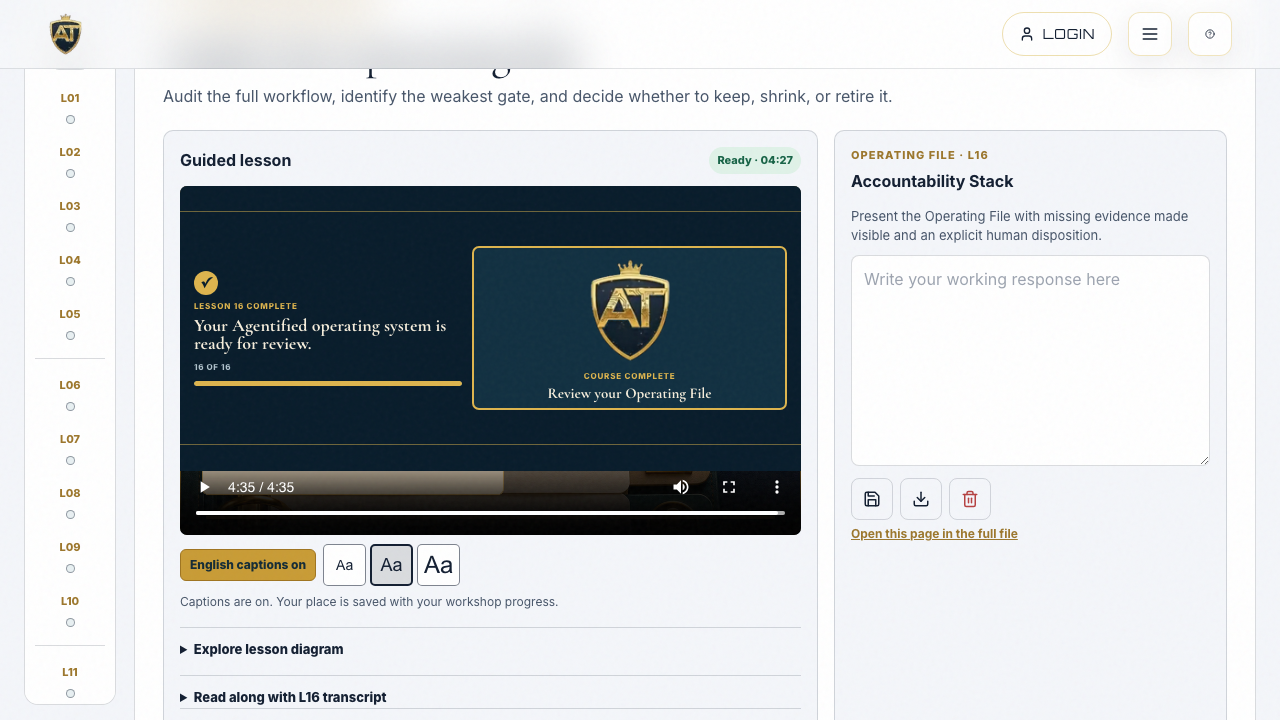 AT
LOGIN
L01
L02
L03
L04
L05
L06
L07
L08
L09
L10
L11
Audit the full workflow, identify the weakest gate, and decide whether to keep, shrink, or retire it.
Guided lesson
Ready · 04:27
LESSON 16 COMPLETE
Your Agentified operating system is
ready for review.
16 OF 16
AT
COURSE COMPLETE
Review your Operating File
4:35 / 4:35
English captions on
Aa
Aa
Aa
Captions are on. Your place is saved with your workshop progress.
Explore lesson diagram
Read along with L16 transcript
OPERATING FILE · L16
Accountability Stack
Present the Operating File with missing evidence made
visible and an explicit human disposition.
Write your working response here
Open this page in the full file